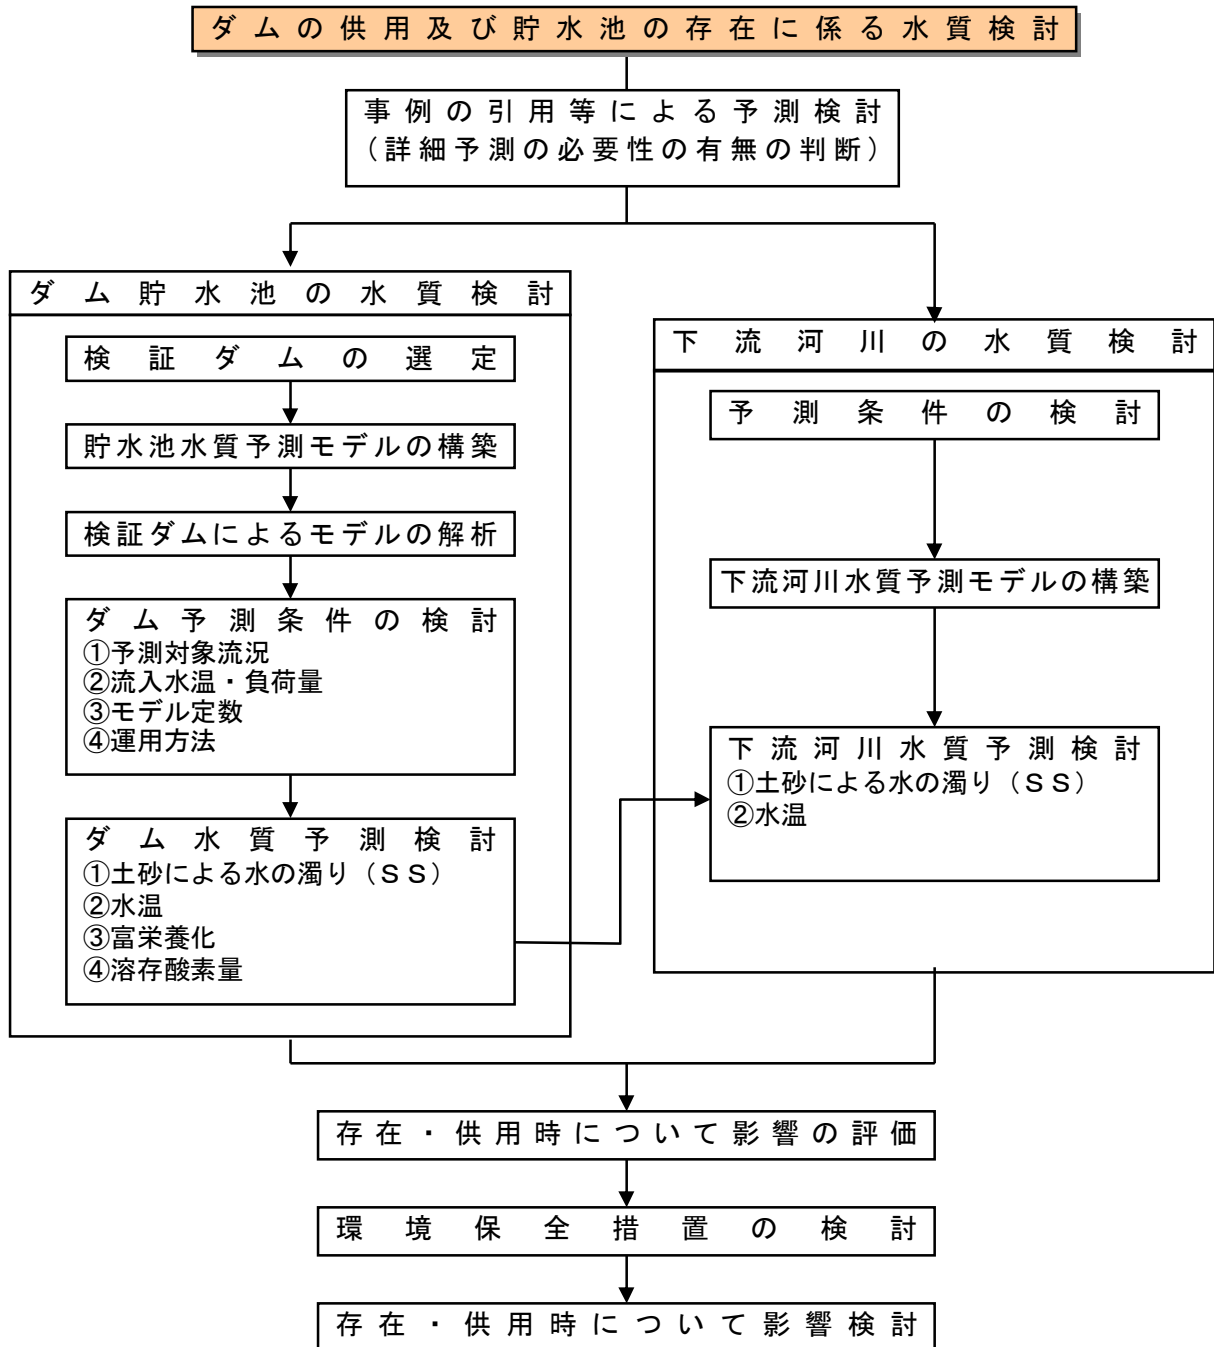 ダムの供用及び貯水池の存在に係る水質検討
事例の引用等による予測検討
（詳細予測の必要性の有無の判断）
ダム貯水池の水質検討
検証ダムの選定
貯水池水質予測モデルの構築
検証ダムによるモデルの解析
ダム予測条件の検討
①予測対象流況
②流入水温・負荷量
③モデル定数
④運用方法
ダム水質予測検討
①土砂による水の濁り（ＳＳ）
②水温
③富栄養化
④溶存酸素量
下流河川の水質検討
予測条件の検討
下流河川水質予測モデルの構築
下流河川水質予測検討
①土砂による水の濁り（ＳＳ）
②水温
存在・供用時について影響の評価
環境保全措置の検討
存在・供用時について影響検討